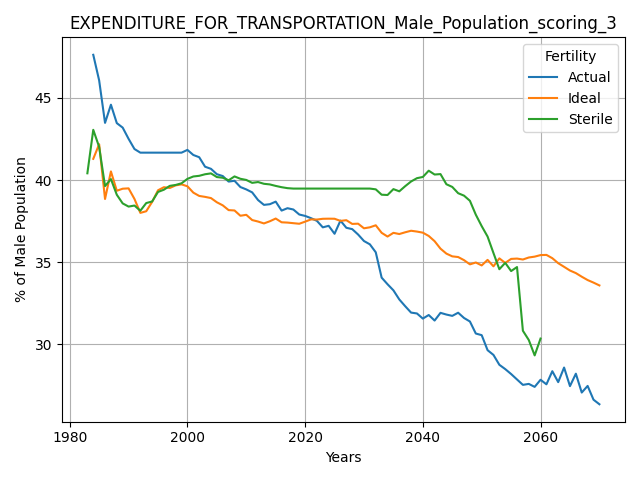 EXPENDITURE_FOR_TRANSPORTATION_Male_Population_scoring_3
Fertility
Actual
Ideal
Sterile
% of Male Population
45
40
35
30
1980
2000
2020
2040
2060
Years